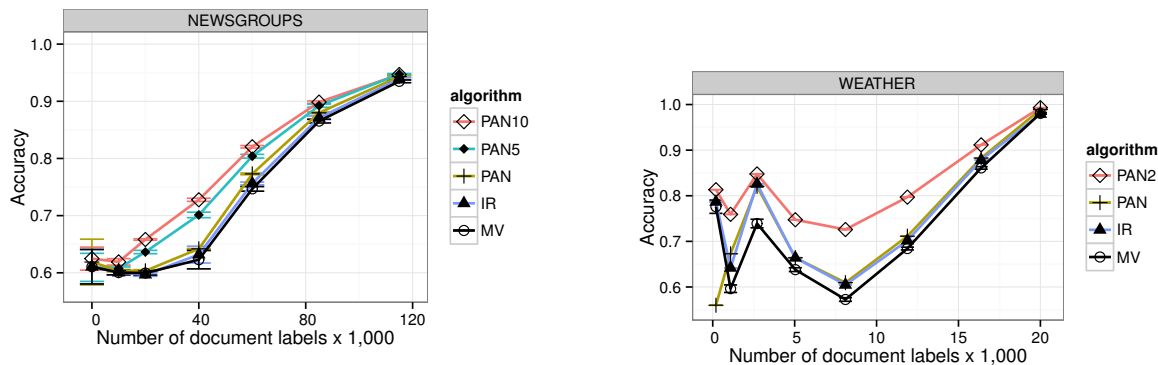 NEWSGROUPS
Accuracy
1.0
0.9
0.8
0.7
0.6
0
40
80
120
Number of document labels x 1,000
algorithm
PAN10
PAN5
PAN
IR
MV
WEATHER
Accuracy
1.0
0.9
0.8
0.7
0.6
0
5
10
15
20
Number of document labels x 1,000
algorithm
PAN2
PAN
IR
MV